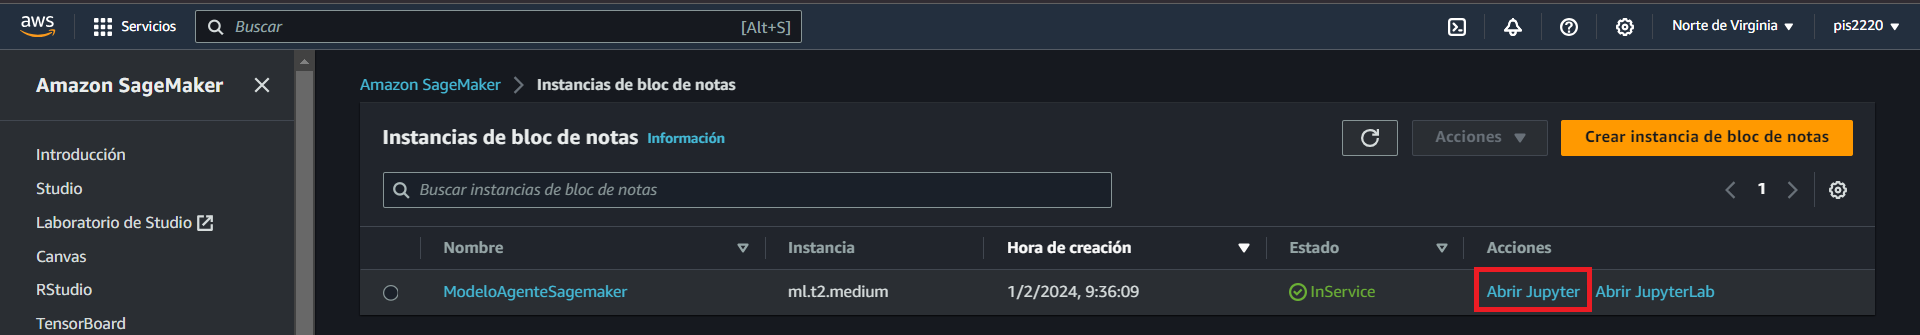 aws
Servicios
Buscar [Alt+S]
Norte de Virginia
pis2220
Amazon SageMaker
Introducción
Studio
Laboratorio de Studio
Canvas
RStudio
TensorBoard
Amazon SageMaker Instancias de bloc de notas
Instancias de bloc de notas Información
Acciones
Crear instancia de bloc de notas
Buscar instancias de bloc de notas
1
Nombre Instancia Hora de creación Estado Acciones
ModeloAgenteSagemaker ml.t2.medium 1/2/2024, 9:36:09 InService Abrir Jupyter Abrir JupyterLab